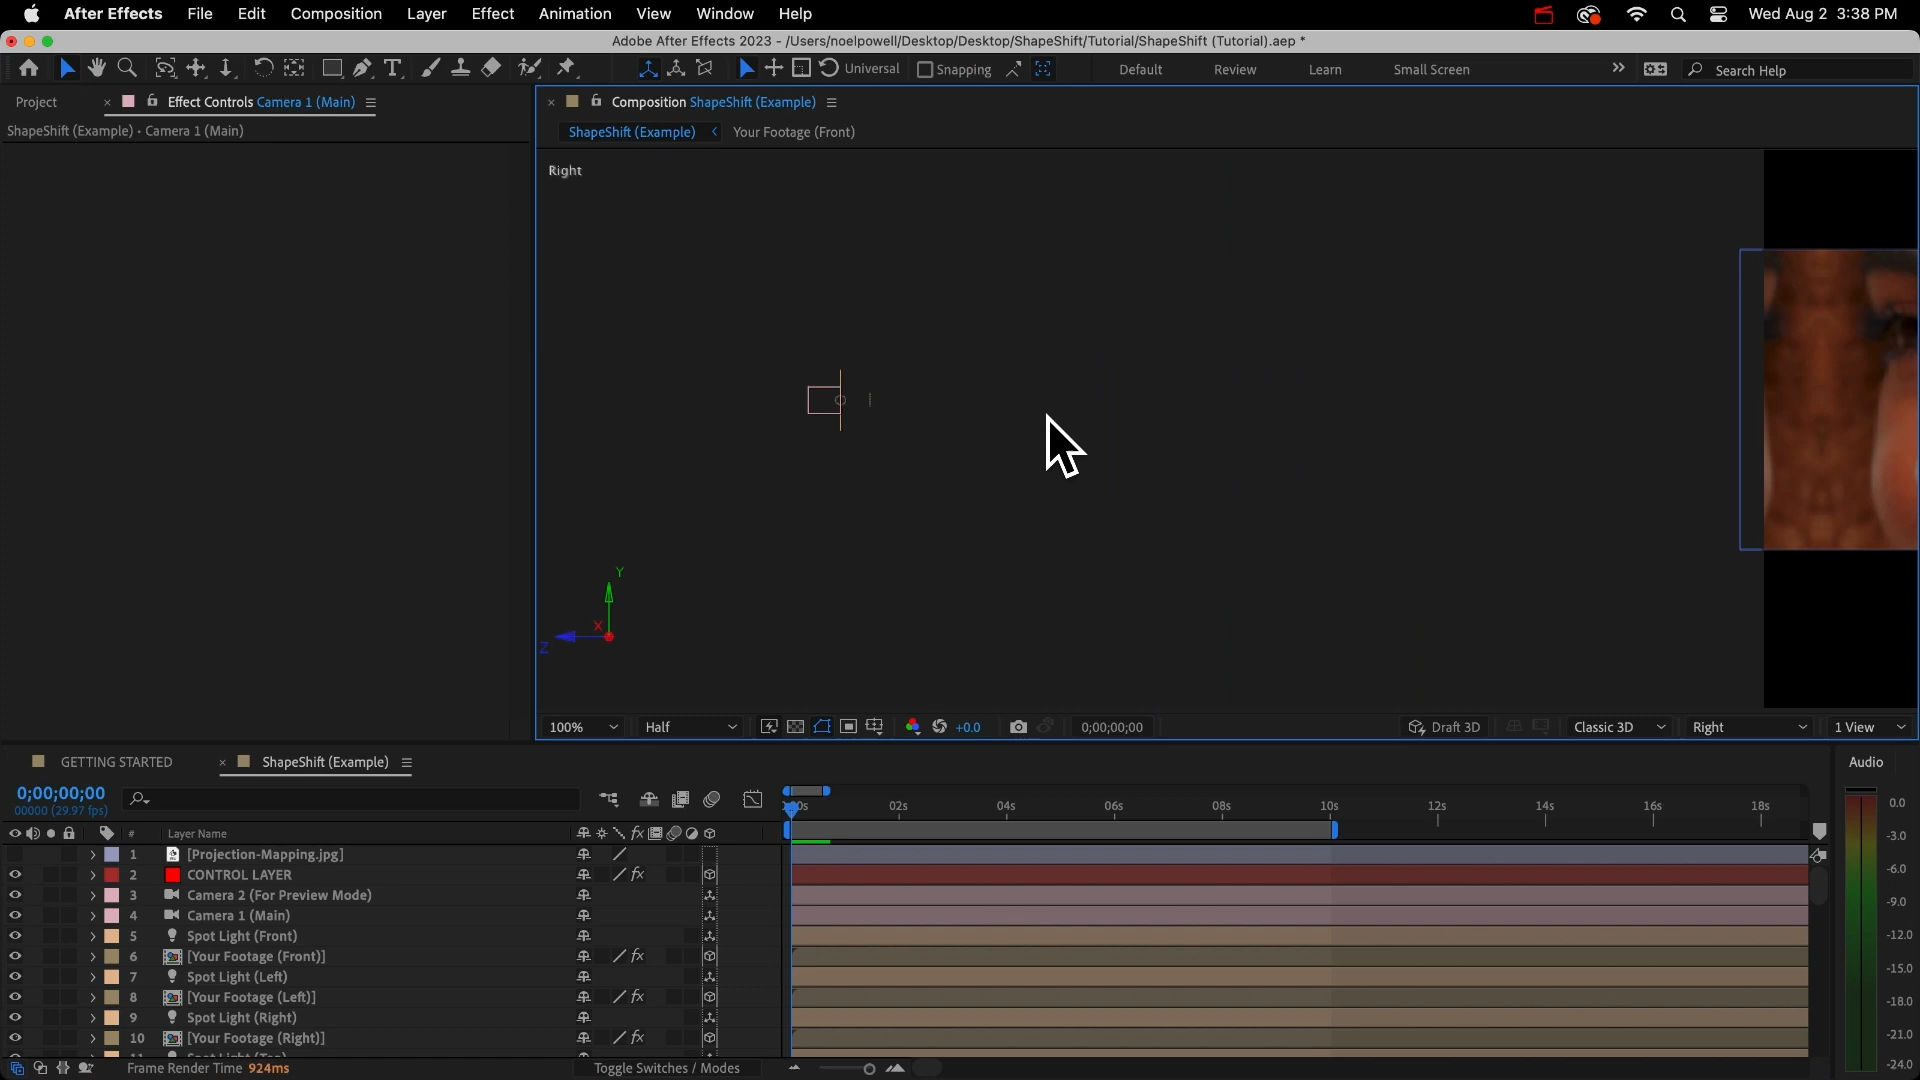 After Effects File Edit Composition Layer Effect Animation View Window Help Wed Aug 2 3:38 PM
Adobe After Effects 2023 - /Users/noelpowell/Desktop/Desktop/ShapeShift/Tutorial/ShapeShift (Tutorial).aep *
Universal Snapping Default Review Learn Small Screen Search Help
Project Effect Controls Camera 1 (Main) Composition ShapeShift (Example)
ShapeShift (Example) • Camera 1 (Main) ShapeShift (Example) Your Footage (Front)
Right
Y
X
Z
100% Half +0.0 0;00;00;00 Draft 3D Classic 3D Right 1 View
GETTING STARTED ShapeShift (Example) Audio
0;00;00;00
00000 (29.97 fps)
02s 04s 06s 08s 10s 12s 14s 16s 18s
# Layer Name
1 [Projection-Mapping.jpg]
2 CONTROL LAYER
3 Camera 2 (For Preview Mode)
4 Camera 1 (Main)
5 Spot Light (Front)
6 [Your Footage (Front)]
7 Spot Light (Left)
8 [Your Footage (Left)]
9 Spot Light (Right)
10 [Your Footage (Right)]
0.0
-3.0
-6.0
-9.0
-12.0
-15.0
-18.0
-21.0
-24.0
Frame Render Time 924ms Toggle Switches / Modes